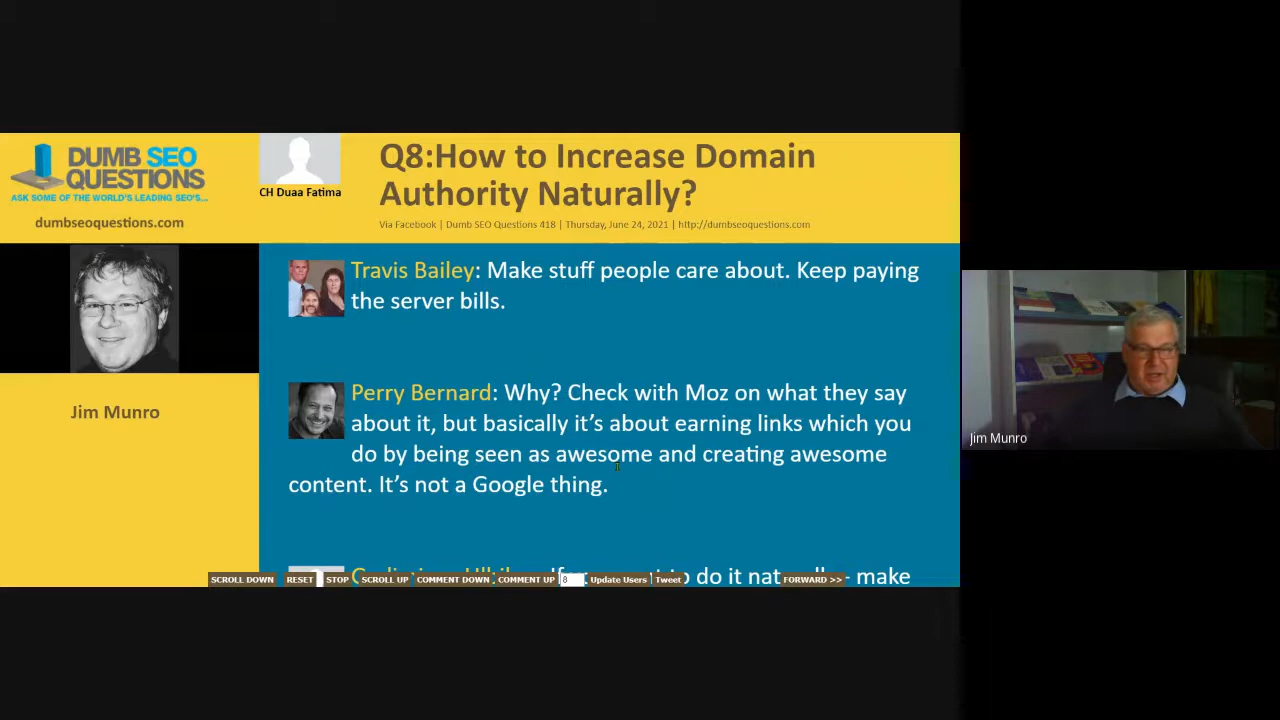 DUMB SEO
QUESTIONS
ASK SOME OF THE WORLD'S LEADING SEO'S...
dumbseoquestions.com
CH Duaa Fatima
Q8:How to Increase Domain
Authority Naturally?
Via Facebook | Dumb SEO Questions 418 | Thursday, June 24, 2021 | http://dumbseoquestions.com
Jim Munro
Travis Bailey: Make stuff people care about. Keep paying
the server bills.
Perry Bernard: Why? Check with Moz on what they say
about it, but basically it's about earning links which you
do by being seen as awesome and creating awesome
content. It's not a Google thing.
to do it - make
SCROLL DOWN RESET STOP SCROLL UP COMMENT DOWN COMMENT UP 8 Update Users Tweet FORWARD >>
Jim Munro